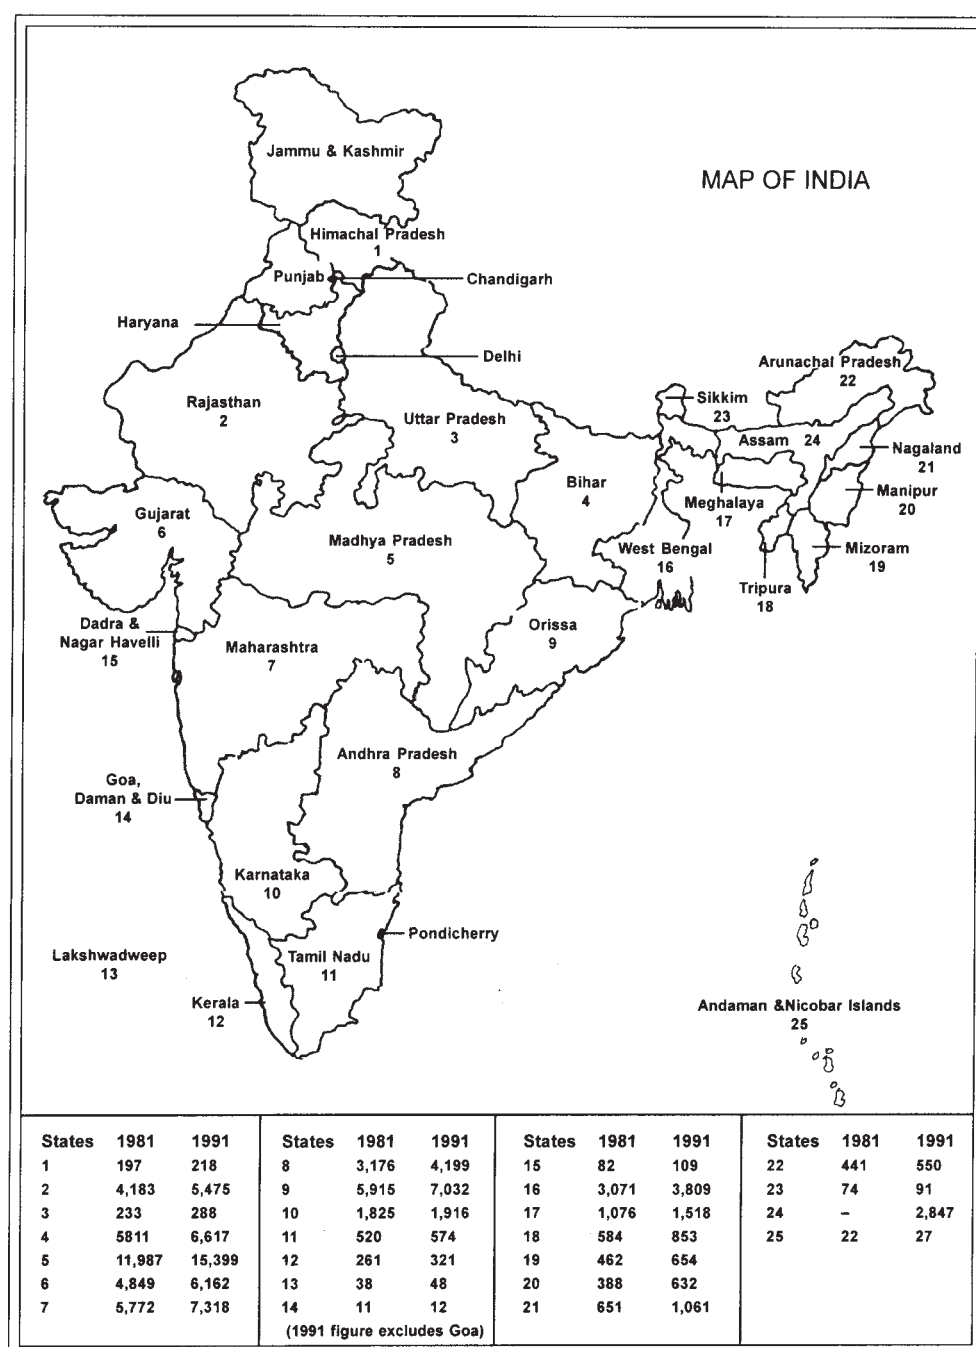 MAP OF INDIA
Jammu & Kashmir
Himachal Pradesh
1
Punjab
Chandigarh
Haryana
Delhi
Rajasthan
2
Uttar Pradesh
3
Arunachal Pradesh
22
Sikkim
23
Assam 24
Nagaland
21
Bihar
4
Meghalaya
17
Manipur
20
Gujarat
6
Madhya Pradesh
5
West Bengal
16
Mizoram
19
Tripura
18
Dadra &
Nagar Havelli
15
Maharashtra
7
Orissa
9
Andhra Pradesh
8
Goa,
Daman & Diu
14
Karnataka
10
Pondicherry
Lakshwadweep
13
Tamil Nadu
11
Kerala
12
Andaman &Nicobar Islands
25
States 1981 1991
1 197 218
2 4,183 5,475
3 233 288
4 5811 6,617
5 11,987 15,399
6 4,849 6,162
7 5,772 7,318
States 1981 1991
8 3,176 4,199
9 5,915 7,032
10 1,825 1,916
11 520 574
12 261 321
13 38 48
14 11 12
(1991 figure excludes Goa)
States 1981 1991
15 82 109
16 3,071 3,809
17 1,076 1,518
18 584 853
19 462 654
20 388 632
21 651 1,061
States 1981 1991
22 441 550
23 74 91
24 – 2,847
25 22 27